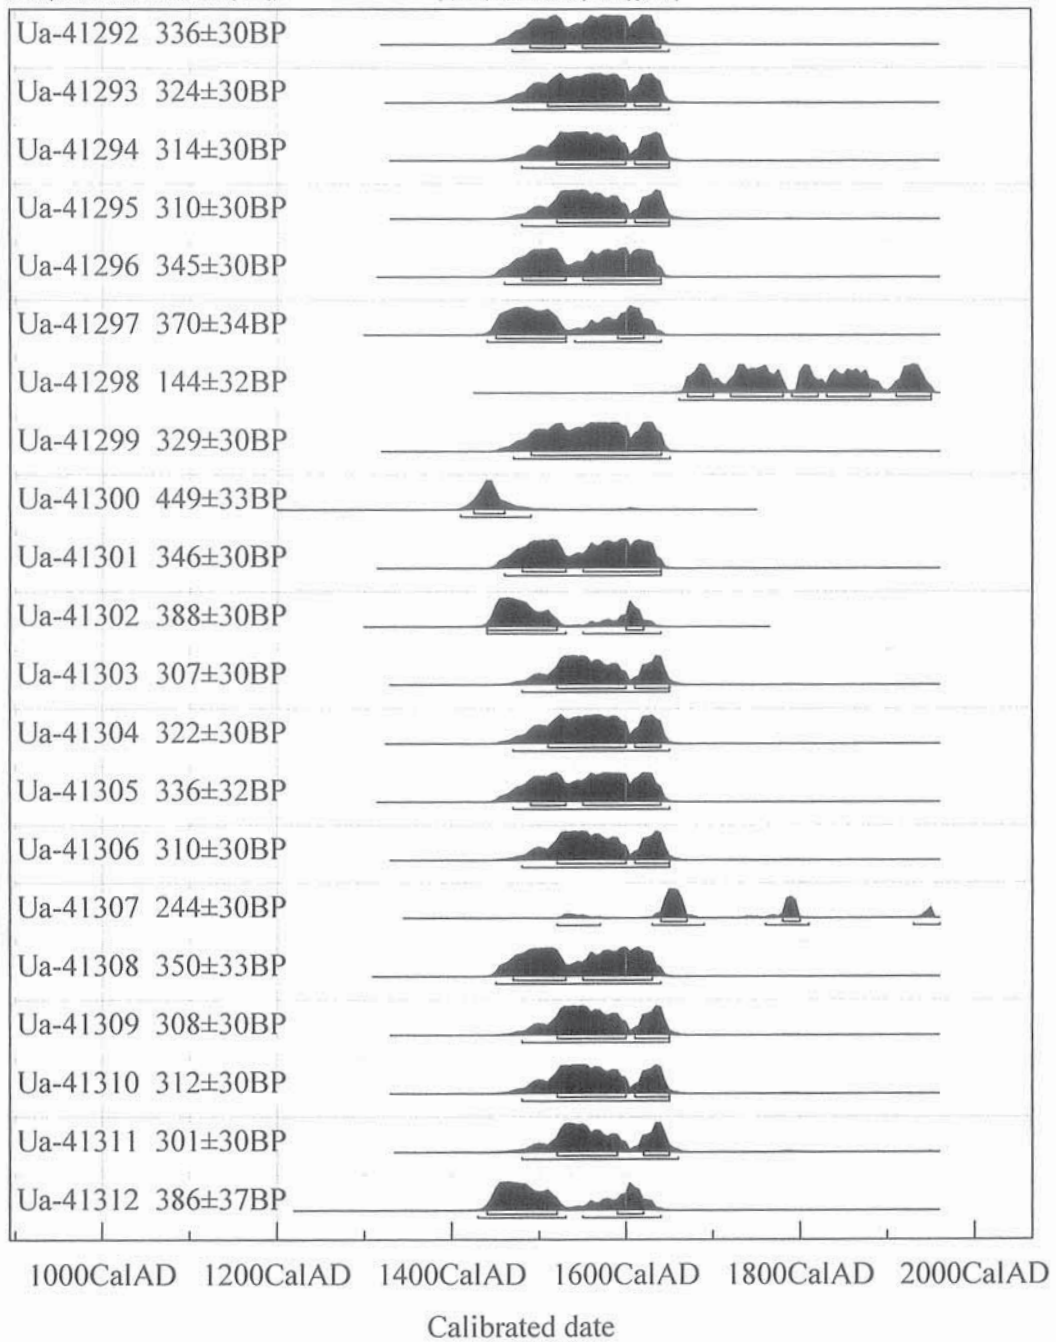 Ua-41292 336±30BP
Ua-41293 324±30BP
Ua-41294 314±30BP
Ua-41295 310±30BP
Ua-41296 345±30BP
Ua-41297 370±34BP
Ua-41298 144±32BP
Ua-41299 329±30BP
Ua-41300 449±33BP
Ua-41301 346±30BP
Ua-41302 388±30BP
Ua-41303 307±30BP
Ua-41304 322±30BP
Ua-41305 336±32BP
Ua-41306 310±30BP
Ua-41307 244±30BP
Ua-41308 350±33BP
Ua-41309 308±30BP
Ua-41310 312±30BP
Ua-41311 301±30BP
Ua-41312 386±37BP
1000CalAD 1200CalAD 1400CalAD 1600CalAD 1800CalAD 2000CalAD
Calibrated date